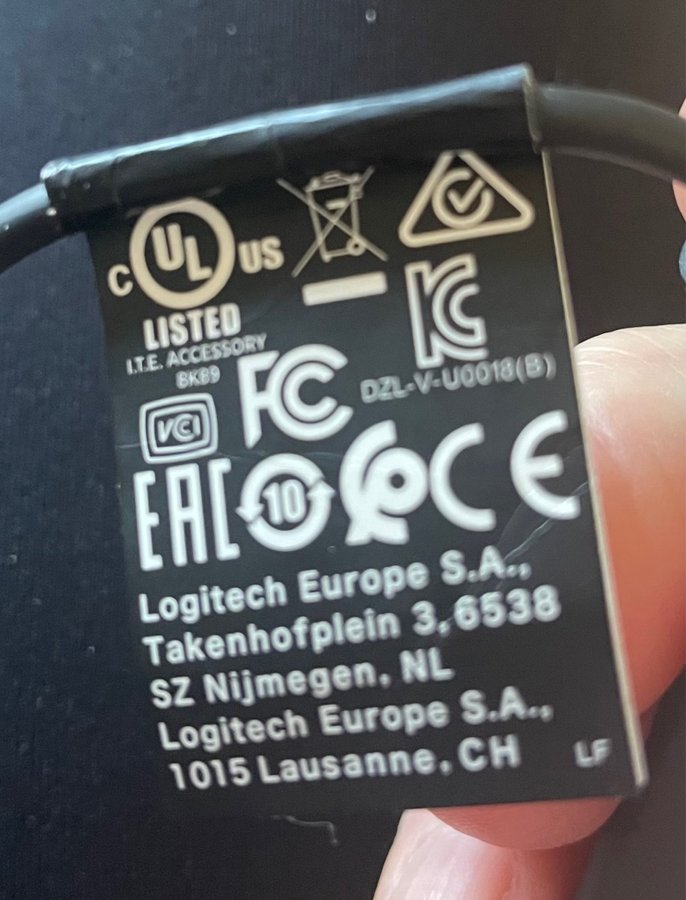 C UL US
LISTED
I.T.E. ACCESSORY
8K89
KC
FC
DZL-V-U0018(B)
VCI
EAC 10 CE
Logitech Europe S.A.,
Takenhofplein 3, 6538
SZ Nijmegen, NL
Logitech Europe S.A.,
1015 Lausanne, CH
LF